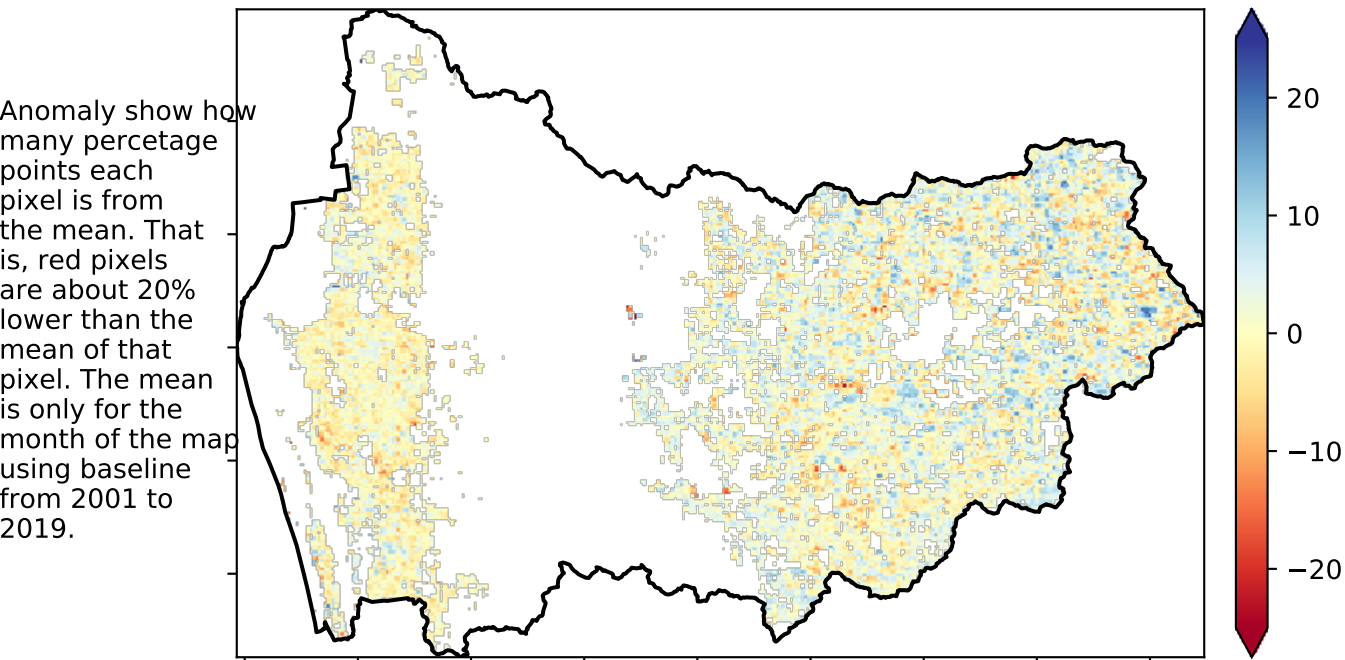 Anomaly show how
many percetage
points each
pixel is from
the mean. That
is, red pixels
are about 20%
lower than the
mean of that
pixel. The mean
is only for the
month of the map
using baseline
from 2001 to
2019.
20
10
0
−10
−20